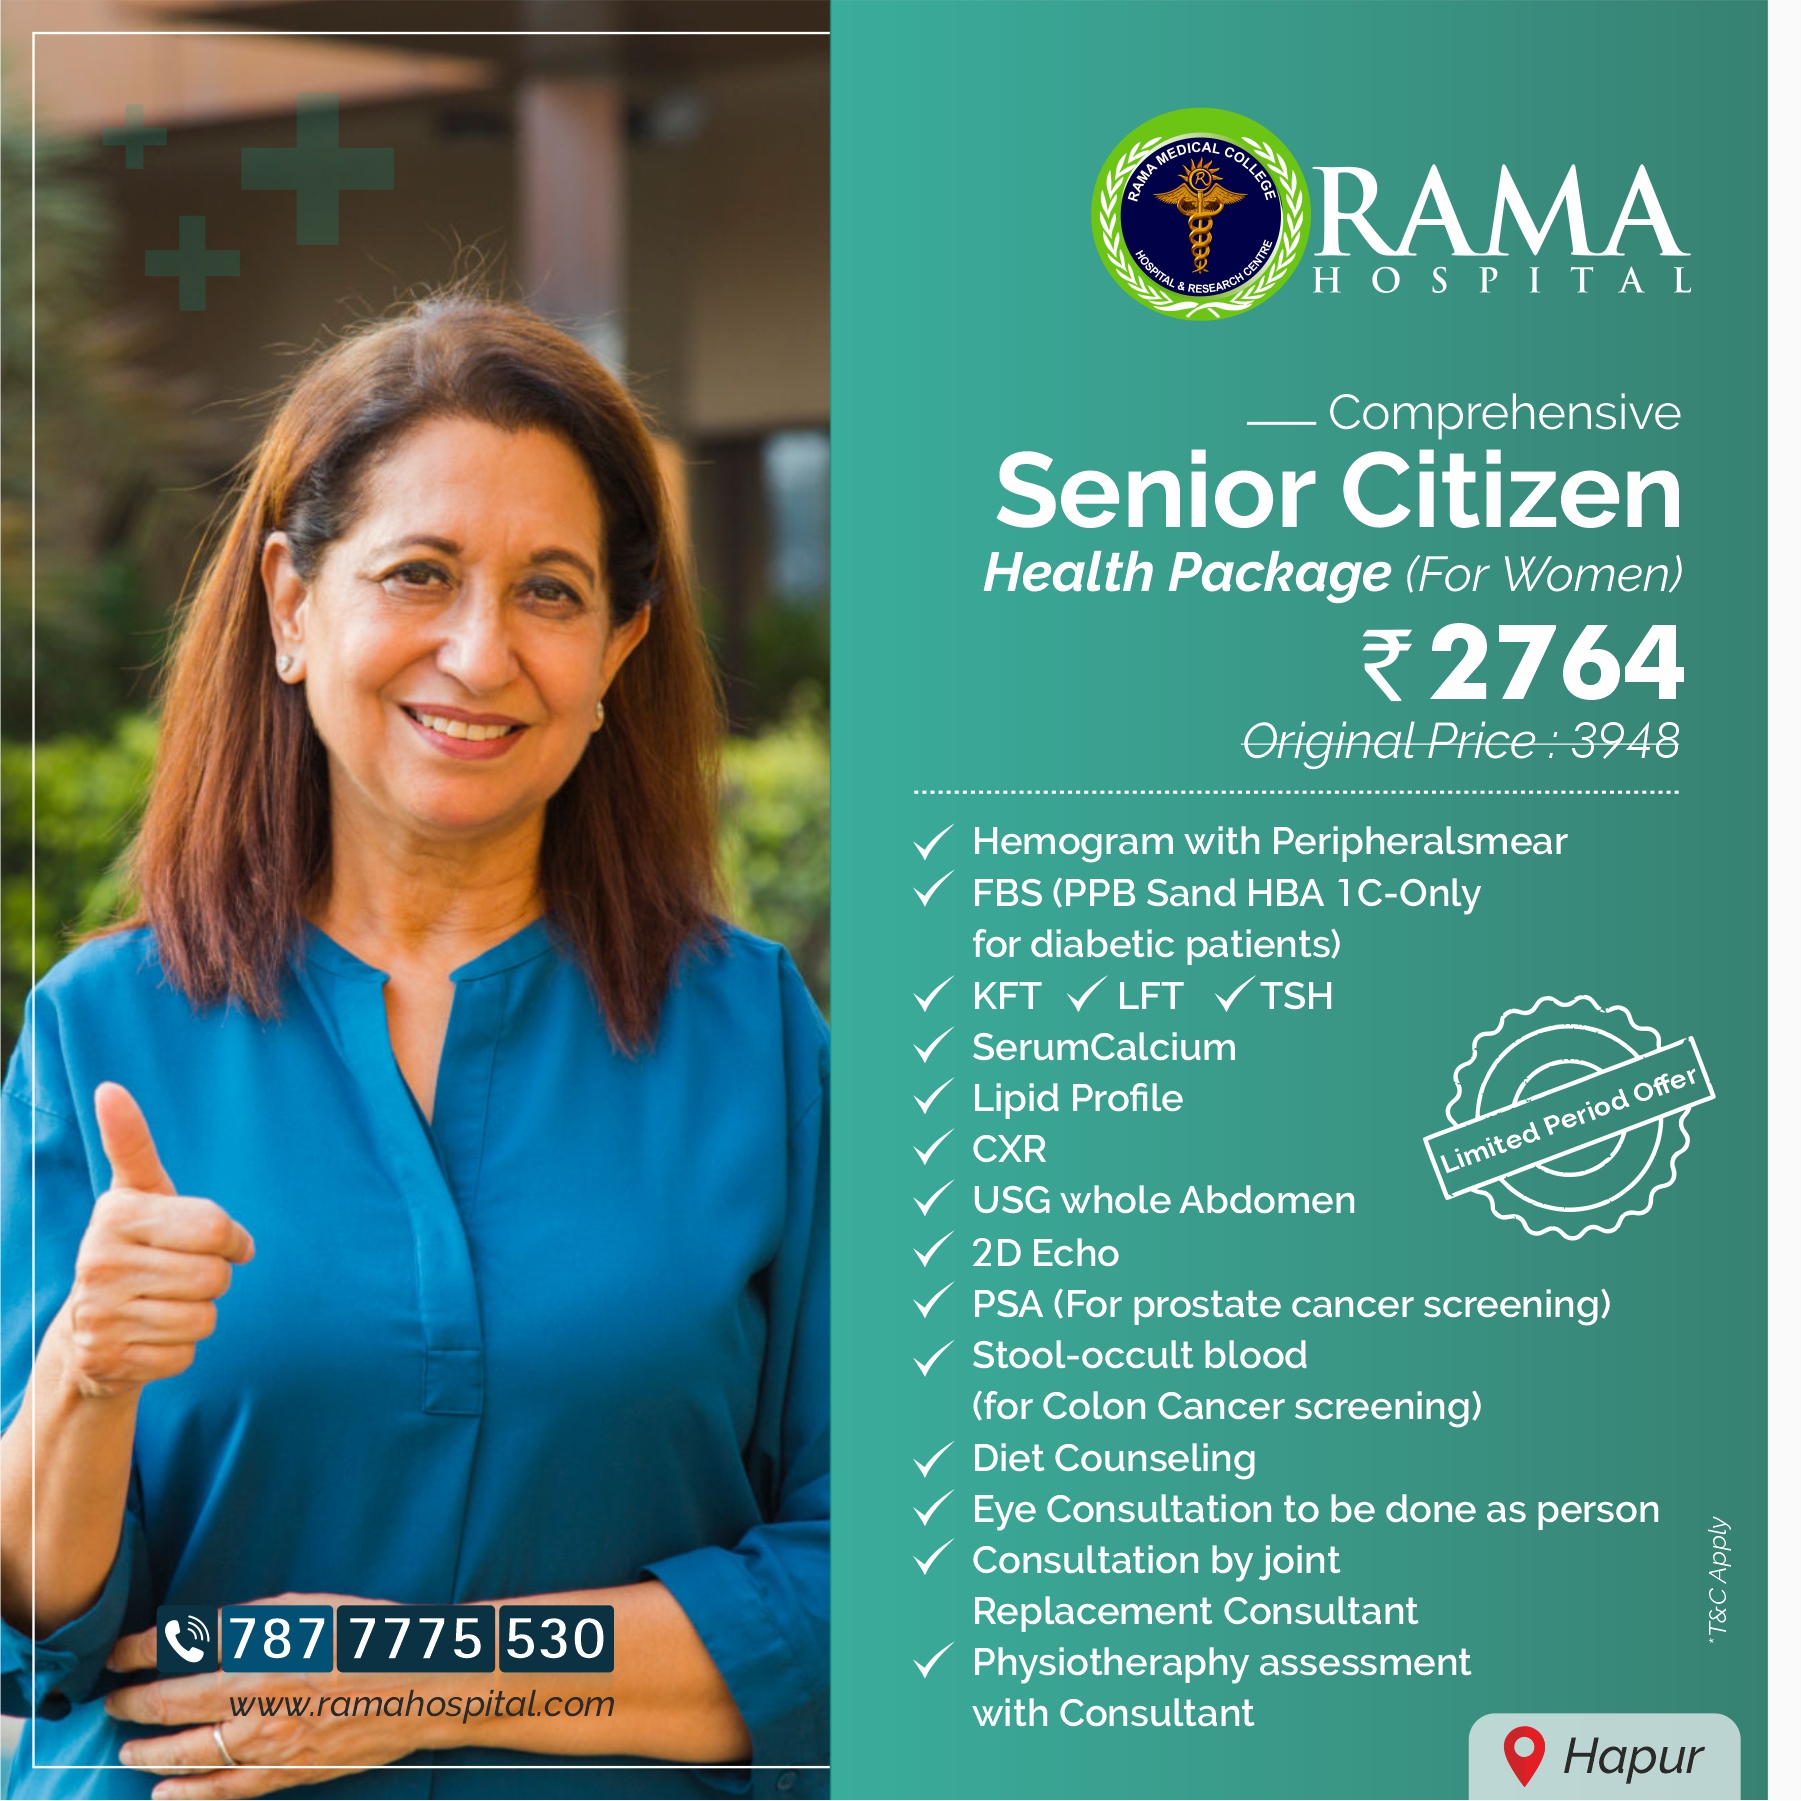 RAMA MEDICAL COLLEGE
HOSPITAL & RESEARCH CENTRE
R
RAMA
HOSPITAL
Comprehensive
Senior Citizen
Health Package (For Women)
₹ 2764
Original Price : 3948
Hemogram with Peripheralsmear
FBS (PPB Sand HBA 1C-Only
for diabetic patients)
KFT LFT TSH
SerumCalcium
Lipid Profile
CXR
USG whole Abdomen
2D Echo
PSA (For prostate cancer screening)
Stool-occult blood
(for Colon Cancer screening)
Diet Counseling
Eye Consultation to be done as person
Consultation by joint
Replacement Consultant
Physiotheraphy assessment
with Consultant
Limited Period Offer
*T&C Apply
Hapur
787 7775 530
www.ramahospital.com